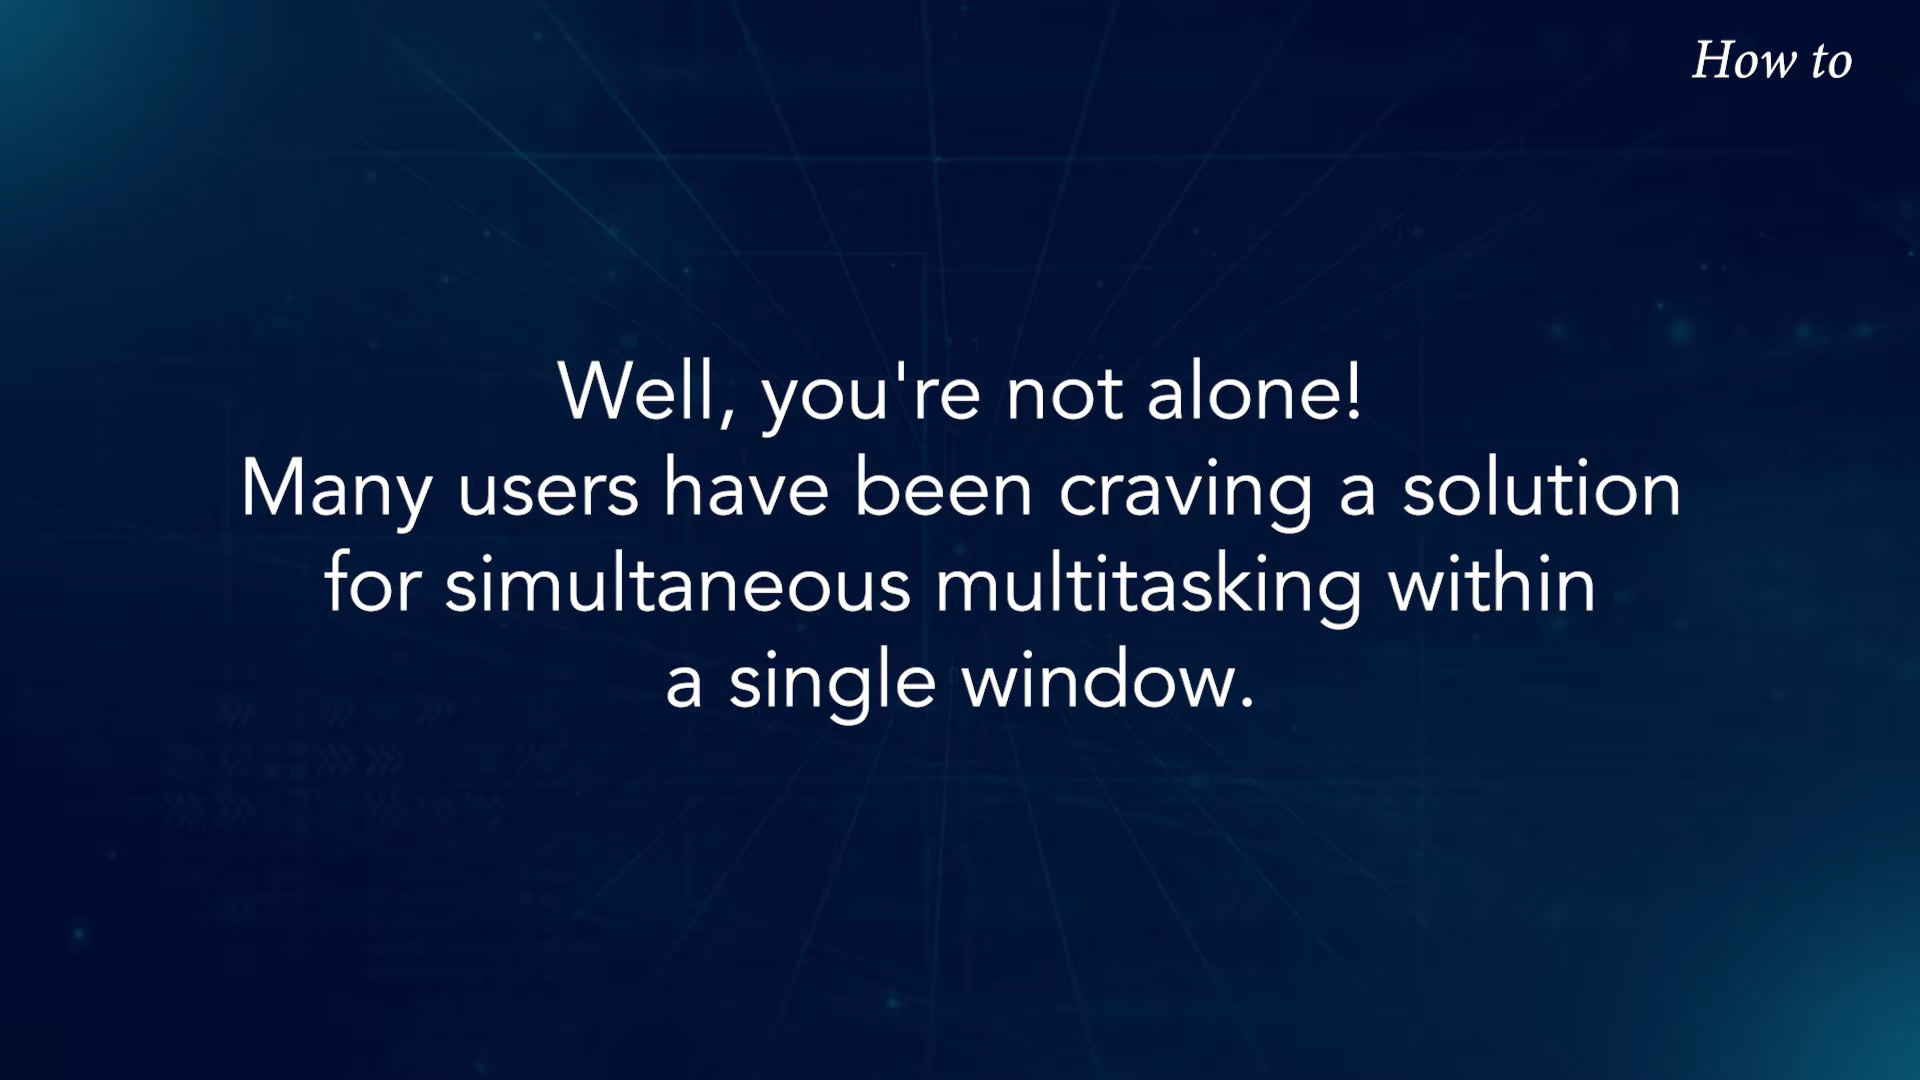 How to
Well, you're not alone!
Many users have been craving a solution
for simultaneous multitasking within
a single window.